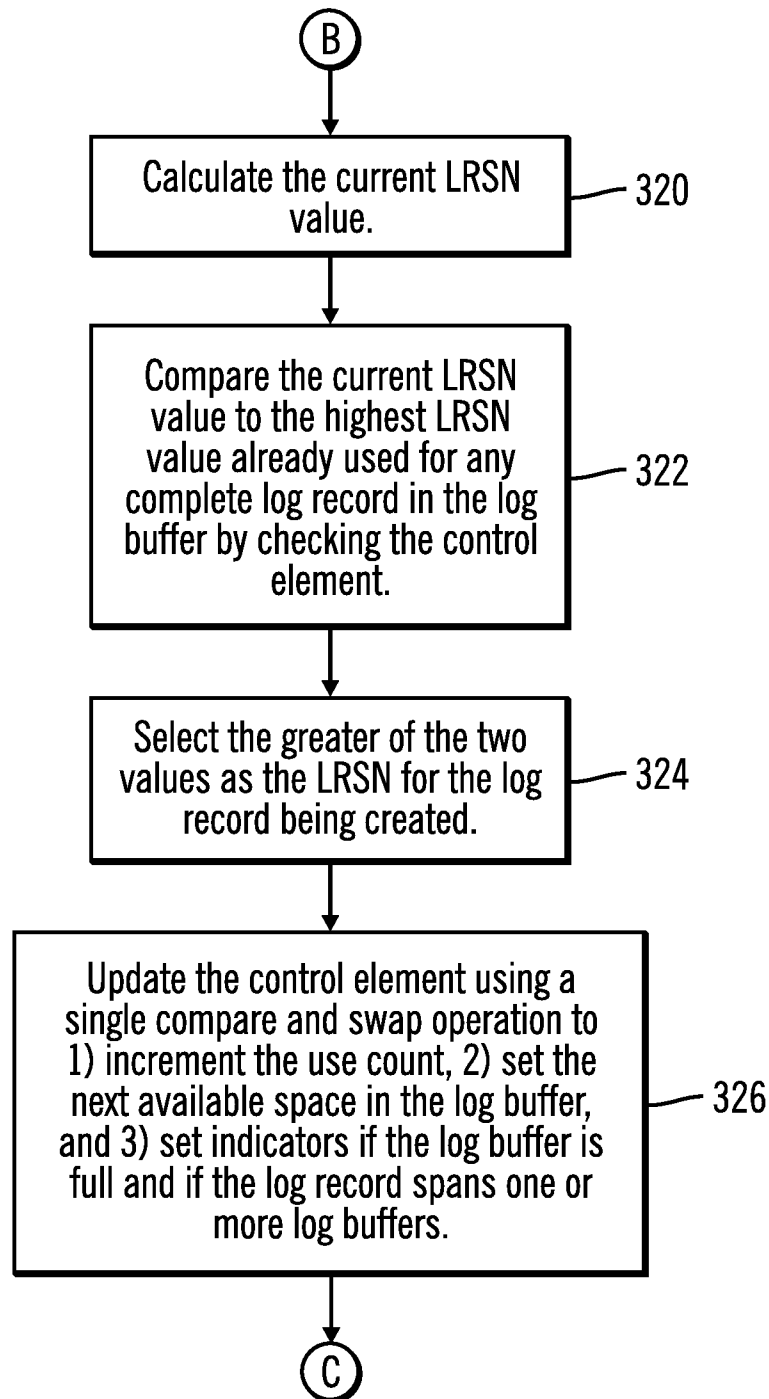 B
Calculate the current LRSN
value.
320
Compare the current LRSN
value to the highest LRSN
value already used for any
complete log record in the log
buffer by checking the control
element.
322
Select the greater of the two
values as the LRSN for the log
record being created.
324
Update the control element using a
single compare and swap operation to
1) increment the use count, 2) set the
next available space in the log buffer,
and 3) set indicators if the log buffer is
full and if the log record spans one or
more log buffers.
326
C